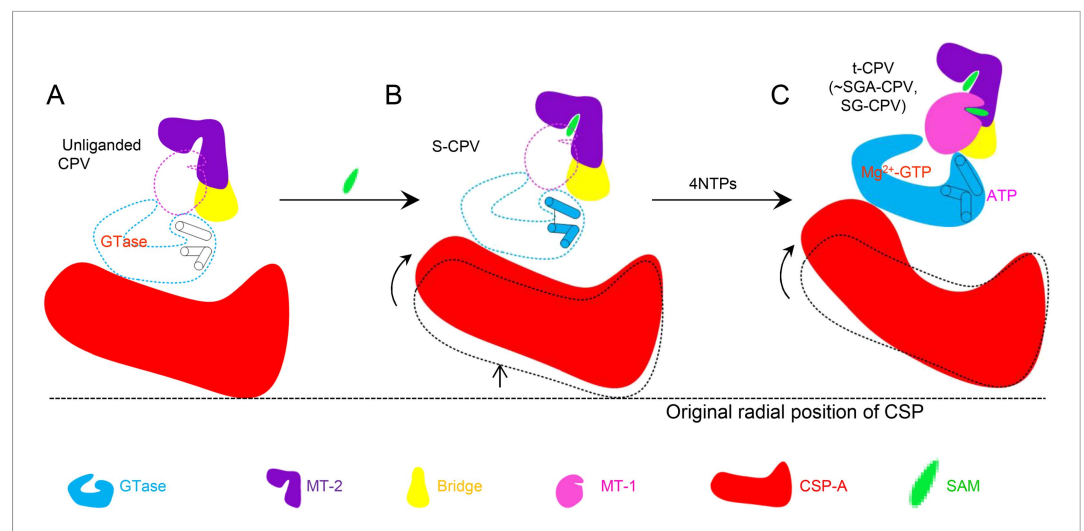 A
B
C
Unliganded
CPV
S-CPV
t-CPV
(~SGA-CPV,
SG-CPV)
4NTPs
GTase
Mg2+-GTP
ATP
Original radial position of CSP
GTase
MT-2
Bridge
MT-1
CSP-A
SAM